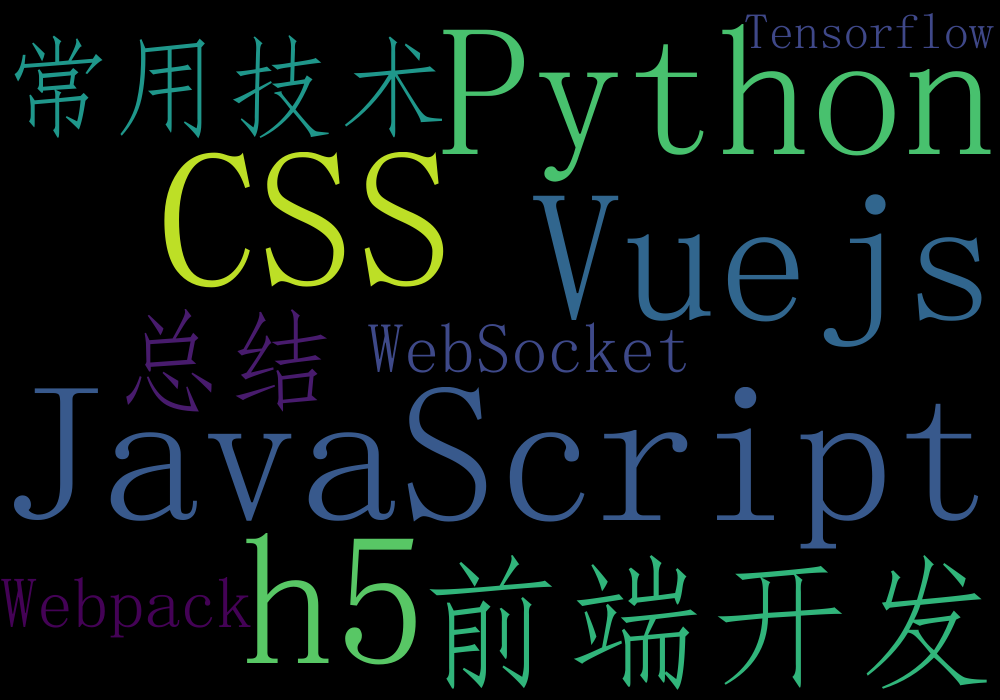 Tensorflow
常用技术
Python
CSS
Vuejs
总结
WebSocket
JavaScript
Webpack
h5
前端开发